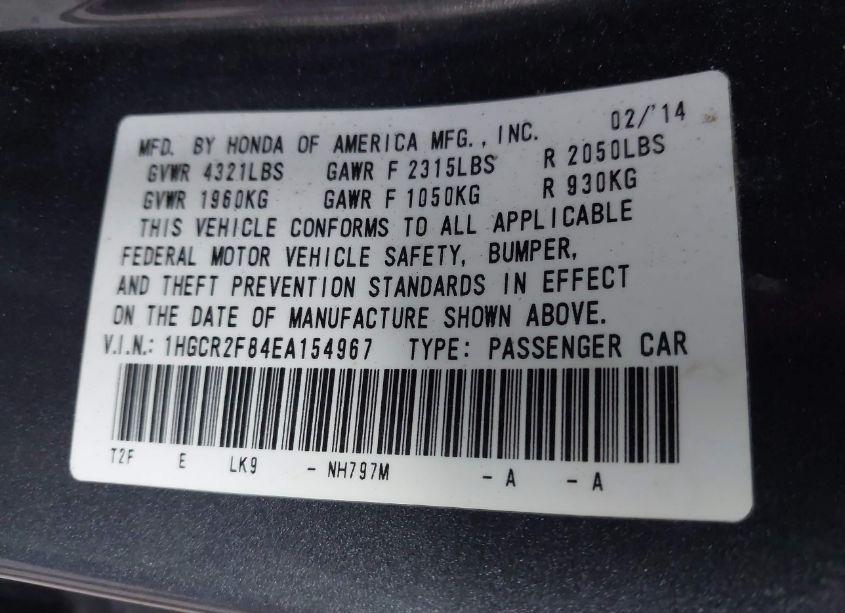 02/'14
MFD. BY HONDA OF AMERICA MFG., INC.
GVWR 4321LBS GAWR F 2315LBS R 2050LBS
GVWR 1960KG GAWR F 1050KG R 930KG
THIS VEHICLE CONFORMS TO ALL APPLICABLE
FEDERAL MOTOR VEHICLE SAFETY, BUMPER,
AND THEFT PREVENTION STANDARDS IN EFFECT
ON THE DATE OF MANUFACTURE SHOWN ABOVE.
V.I.N.: 1HGCR2F84EA154967 TYPE: PASSENGER CAR
T2F E LK9 - NH797M - A - A